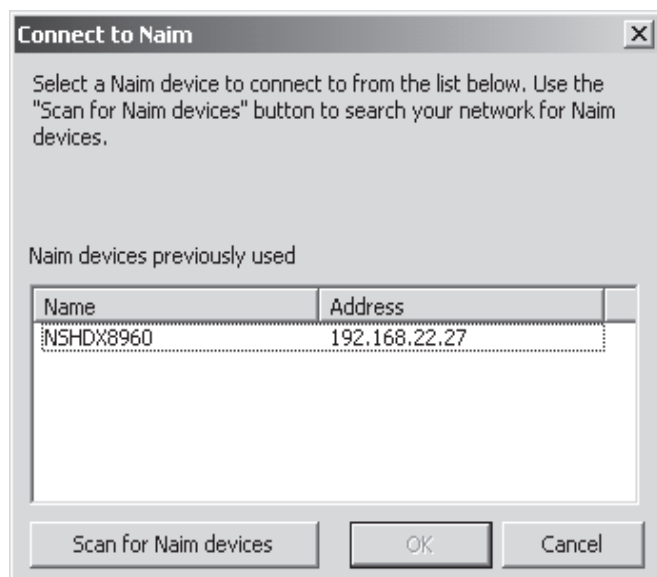 Connect to Naim
Select a Naim device to connect to from the list below. Use the
"Scan for Naim devices" button to search your network for Naim
devices.
Naim devices previously used
Name Address
NSHDX8960 192.168.22.27
Scan for Naim devices OK Cancel